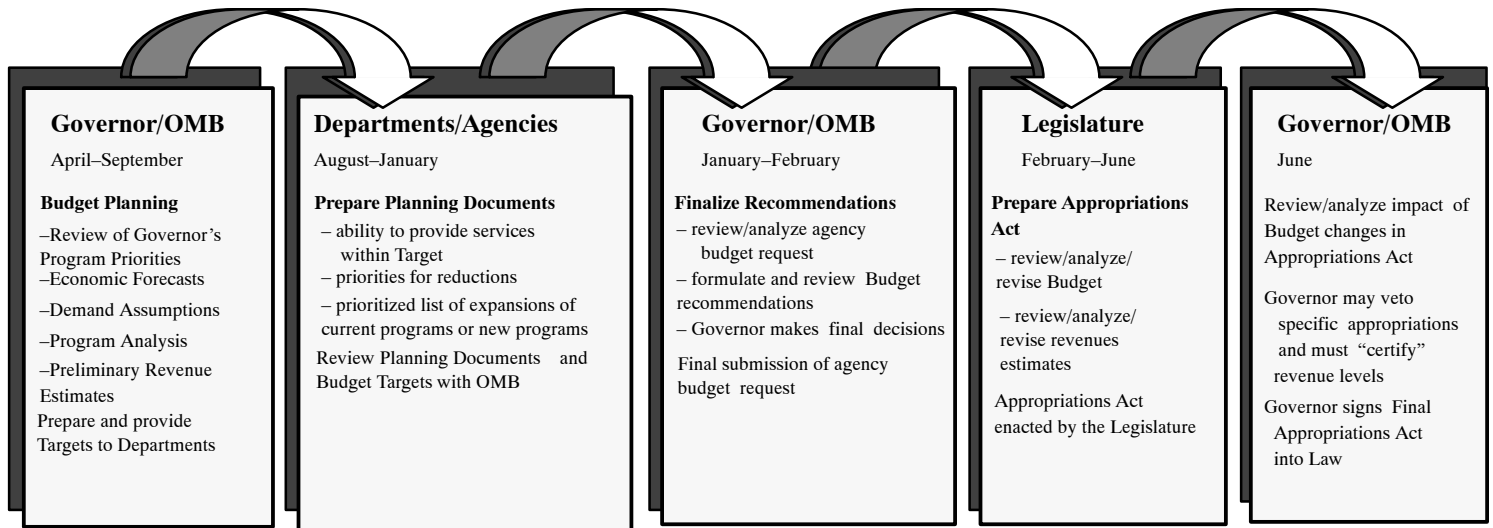 Governor/OMB
April–September
Budget Planning
–Review of Governor's
Program Priorities
–Economic Forecasts
–Demand Assumptions
–Program Analysis
–Preliminary Revenue
Estimates
Prepare and provide
Targets to Departments
Departments/Agencies
August–January
Prepare Planning Documents
– ability to provide services
within Target
– priorities for reductions
– prioritized list of expansions of
current programs or new programs
Review Planning Documents and
Budget Targets with OMB
Governor/OMB
January–February
Finalize Recommendations
– review/analyze agency
budget request
– formulate and review Budget
recommendations
– Governor makes final decisions
Final submission of agency
budget request
Legislature
February–June
Prepare Appropriations
Act
– review/analyze/
revise Budget
– review/analyze/
revise revenues
estimates
Appropriations Act
enacted by the Legislature
Governor/OMB
June
Review/analyze impact of
Budget changes in
Appropriations Act
Governor may veto
specific appropriations
and must “certify”
revenue levels
Governor signs Final
Appropriations Act
into Law